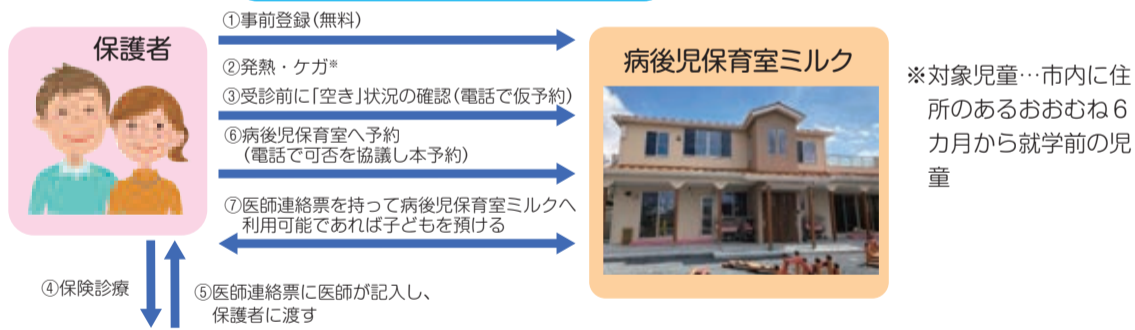 ①事前登録(無料)
保護者
②発熱・ケガ※
③受診前に「空き」状況の確認(電話で仮予約)
⑥病後児保育室へ予約
(電話で可否を協議し本予約)
⑦医師連絡票を持って病後児保育室ミルクへ
利用可能であれば子どもを預ける
④保険診療
⑤医師連絡票に医師が記入し、
保護者に渡す
病後児保育室ミルク
※対象児童…市内に住
所のあるおおむね6
カ月から就学前の児
童